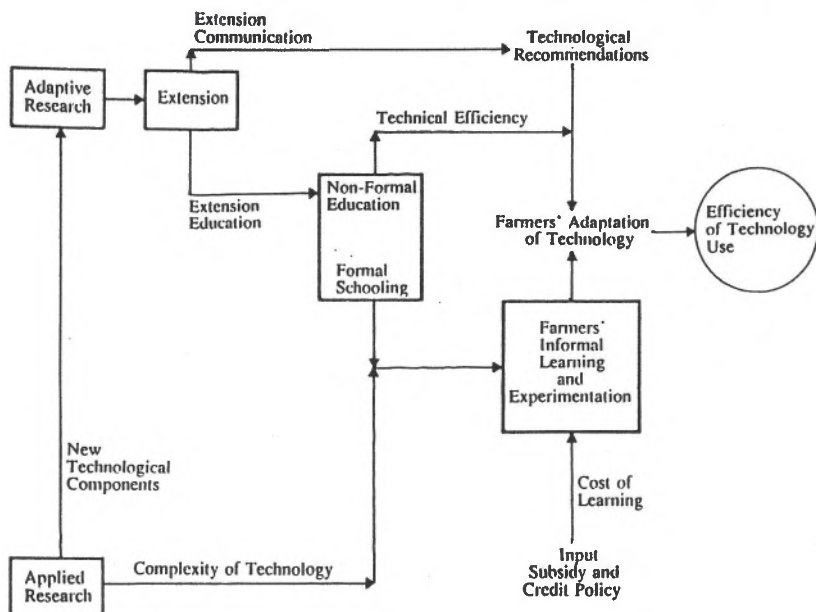 Extension
Communication
Technological
Recommendations
Adaptive
Research
Extension
Technical Efficiency
Extension
Education
Non-Formal
Education
Formal
Schooling
Farmers' Adaptation
of Technology
Efficiency
of Technology
Use
Farmers'
Informal
Learning
and
Experimentation
New
Technological
Components
Cost of
Learning
Complexity of Technology
Applied
Research
Input
Subsidy and
Credit Policy